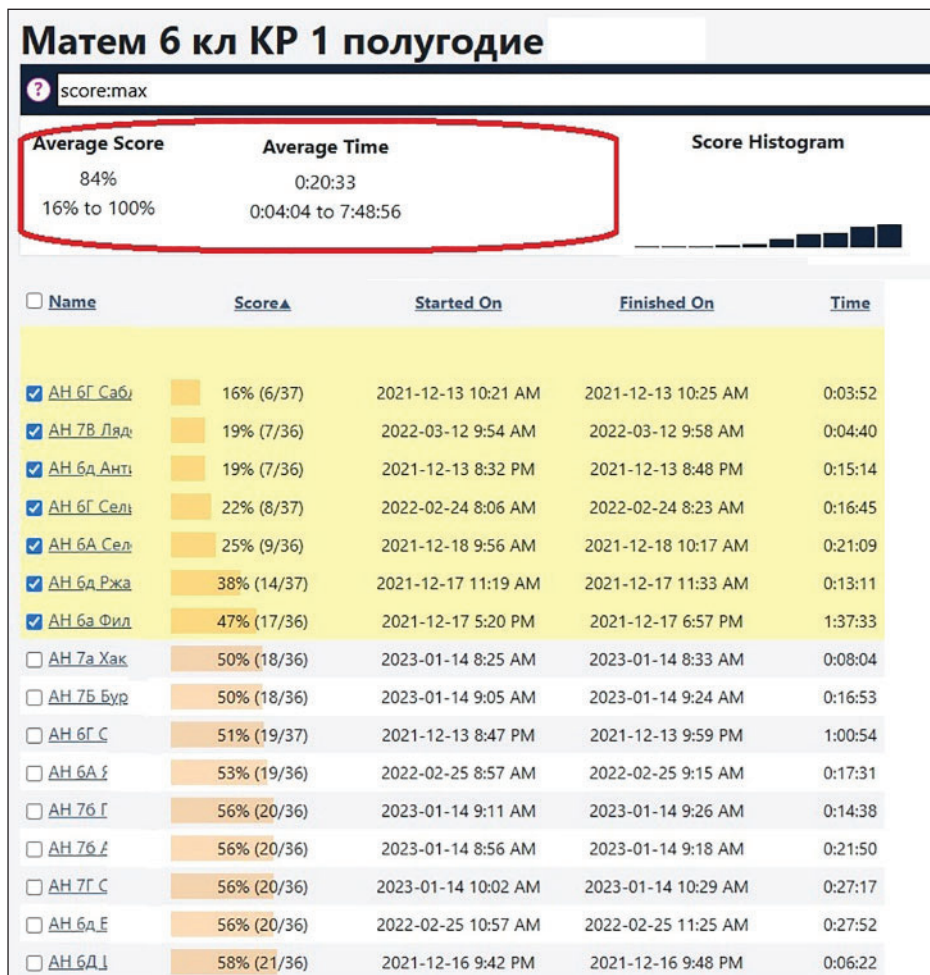 Матем 6 кл КР 1 полугодие
? score:max
Average Score Average Time Score Histogram
84% 0:20:33
16% to 100% 0:04:04 to 7:48:56
Name Score▲ Started On Finished On Time
АН 6Г 16% (6/37) 2021-12-13 10:21 AM 2021-12-13 10:25 AM 0:03:52
АН 7В 19% (7/36) 2022-03-12 9:54 AM 2022-03-12 9:58 AM 0:04:40
АН 6д 19% (7/36) 2021-12-13 8:32 PM 2021-12-13 8:48 PM 0:15:14
АН 6Г 22% (8/37) 2022-02-24 8:06 AM 2022-02-24 8:23 AM 0:16:45
АН 6А Сел 25% (9/36) 2021-12-18 9:56 AM 2021-12-18 10:17 AM 0:21:09
АН 6д Ржа 38% (14/37) 2021-12-17 11:19 AM 2021-12-17 11:33 AM 0:13:11
АН 6а Фил 47% (17/36) 2021-12-17 5:20 PM 2021-12-17 6:57 PM 1:37:33
АН 7а Хак 50% (18/36) 2023-01-14 8:25 AM 2023-01-14 8:33 AM 0:08:04
АН 7Б Бур 50% (18/36) 2023-01-14 9:05 AM 2023-01-14 9:24 AM 0:16:53
АН 6Г С 51% (19/37) 2021-12-13 8:47 PM 2021-12-13 9:59 PM 1:00:54
АН 6А 53% (19/36) 2022-02-25 8:57 AM 2022-02-25 9:15 AM 0:17:31
АН 7б 56% (20/36) 2023-01-14 9:11 AM 2023-01-14 9:26 AM 0:14:38
АН 7б 56% (20/36) 2023-01-14 8:56 AM 2023-01-14 9:18 AM 0:21:50
АН 7Г С 56% (20/36) 2023-01-14 10:02 AM 2023-01-14 10:29 AM 0:27:17
АН 6д 56% (20/36) 2022-02-25 10:57 AM 2022-02-25 11:25 AM 0:27:52
АН 6Д 58% (21/36) 2021-12-16 9:42 PM 2021-12-16 9:48 PM 0:06:22